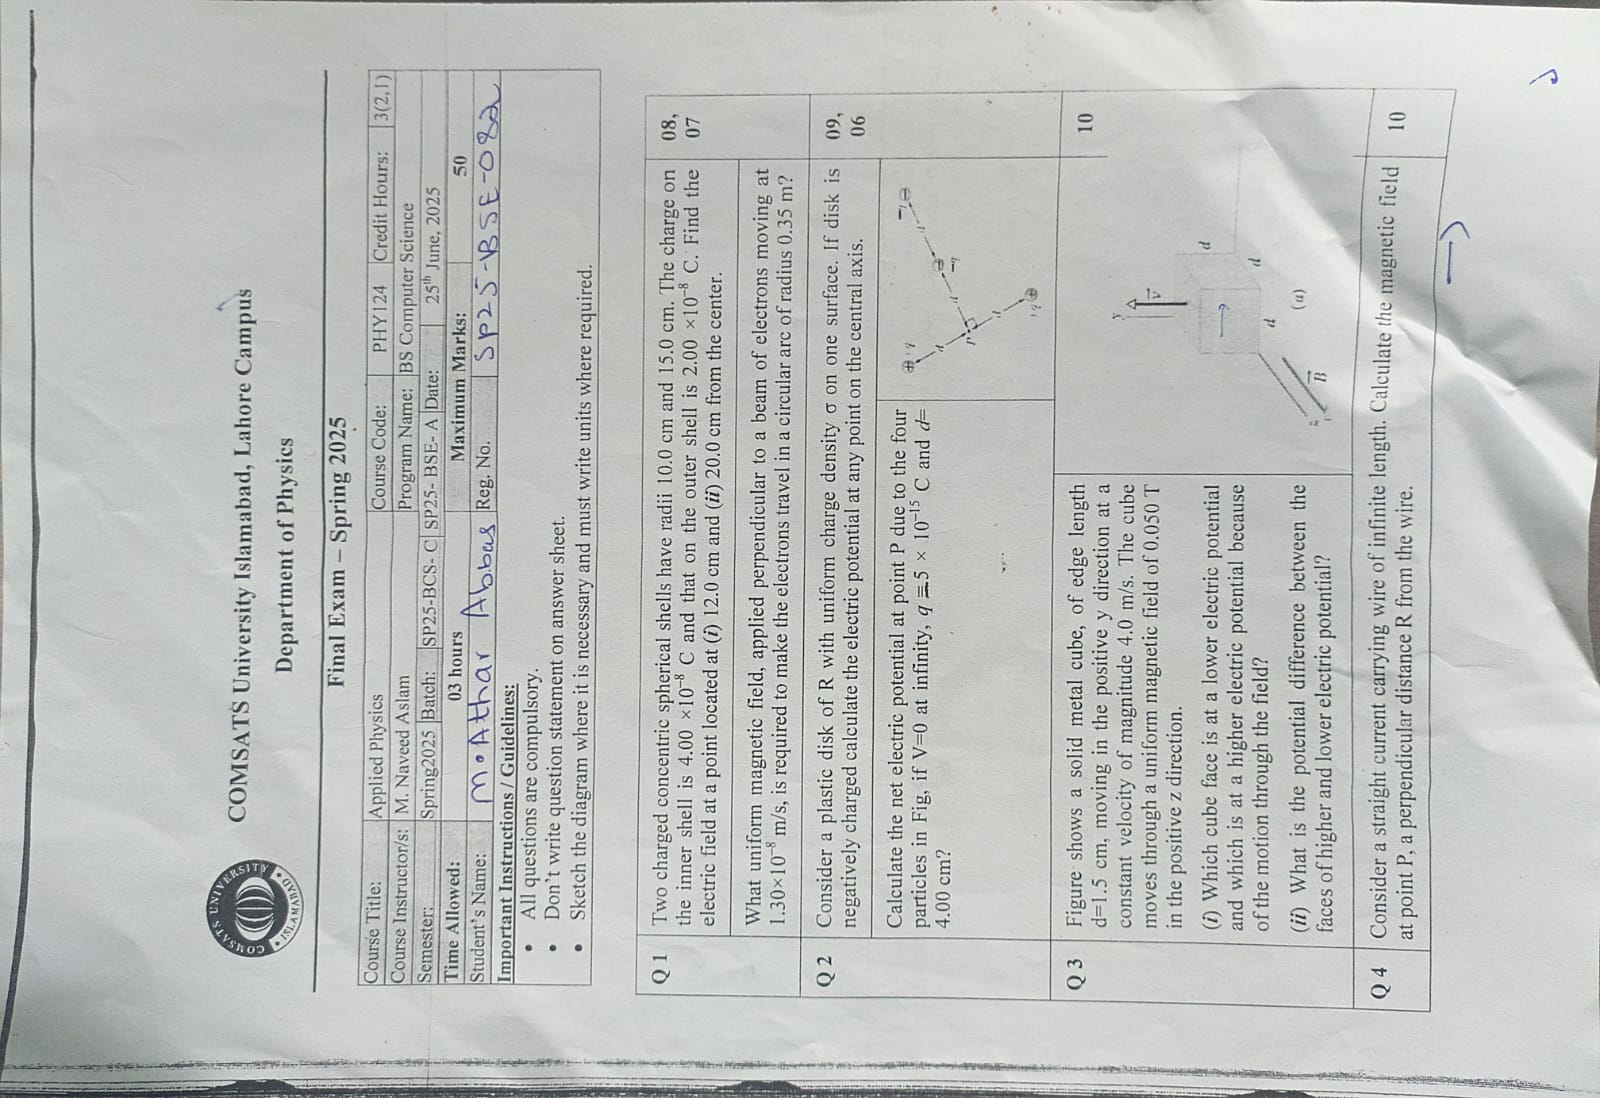 COMSATS UNIVERSITY
ISLAMABAD
COMSATS University Islamabad, Lahore Campus
Department of Physics
Final Exam – Spring 2025
Course Title: Applied Physics Course Code: PHY124 Credit Hours: 3(2,1)
Course Instructor/s: M. Naveed Aslam Program Name: BS Computer Science
Semester: Spring2025 Batch: SP25-BCS- C SP25- BSE- A Date: 25th June, 2025
Time Allowed: 03 hours Maximum Marks: 50
Student's Name: M. Athar Abbas Reg. No. SP25-BSE-082
Important Instructions / Guidelines:
• All questions are compulsory.
• Don't write question statement on answer sheet.
• Sketch the diagram where it is necessary and must write units where required.
Q 1 Two charged concentric spherical shells have radii 10.0 cm and 15.0 cm. The charge on 08,
the inner shell is 4.00 ×10⁻⁸ C and that on the outer shell is 2.00 ×10⁻⁸ C. Find the 07
electric field at a point located at (i) 12.0 cm and (ii) 20.0 cm from the center.
What uniform magnetic field, applied perpendicular to a beam of electrons moving at
1.30×10⁻⁸ m/s, is required to make the electrons travel in a circular arc of radius 0.35 m?
Q 2 Consider a plastic disk of R with uniform charge density σ on one surface. If disk is 09,
negatively charged calculate the electric potential at any point on the central axis. 06
Calculate the net electric potential at point P due to the four
particles in Fig, if V=0 at infinity, q =5 × 10⁻¹⁵ C and d=
4.00 cm?
+q
d
P
d
-q
d
-q
d
+q
Q 3 Figure shows a solid metal cube, of edge length 10
d=1.5 cm, moving in the positive y direction at a
constant velocity of magnitude 4.0 m/s. The cube
moves through a uniform magnetic field of 0.050 T
in the positive z direction.
(i) Which cube face is at a lower electric potential
and which is at a higher electric potential because
of the motion through the field?
(ii) What is the potential difference between the
faces of higher and lower electric potential?
y
v
d
d
d
B
z
(a)
Q 4 Consider a straight current carrying wire of infinite length. Calculate the magnetic field 10
at point P, a perpendicular distance R from the wire.